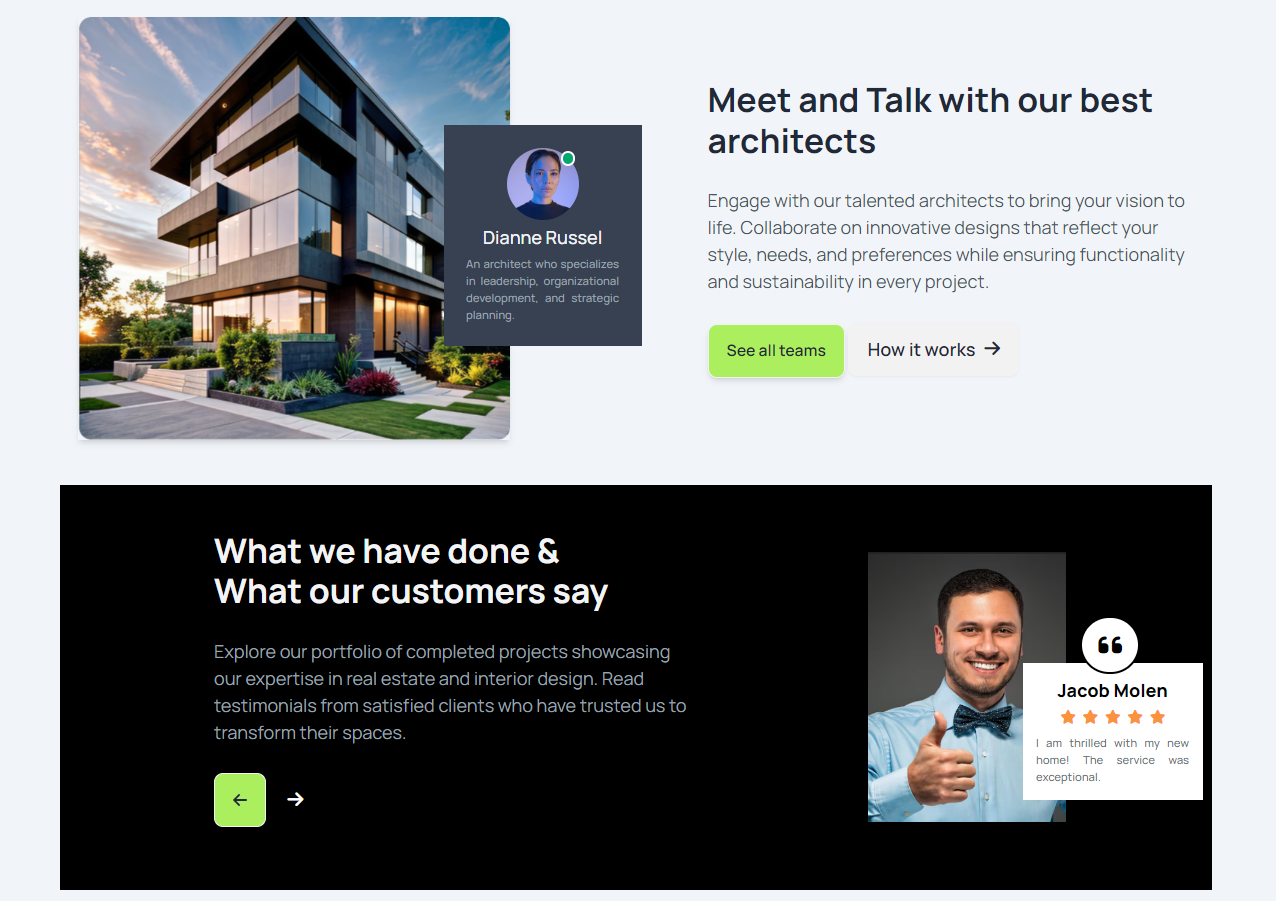 Meet and Talk with our best
architects
Engage with our talented architects to bring your vision to
life. Collaborate on innovative designs that reflect your
style, needs, and preferences while ensuring functionality
and sustainability in every project.
See all teams
How it works
Dianne Russel
An architect who specializes
in leadership, organizational
development, and strategic
planning.
What we have done &
What our customers say
Explore our portfolio of completed projects showcasing
our expertise in real estate and interior design. Read
testimonials from satisfied clients who have trusted us to
transform their spaces.
Jacob Molen
I am thrilled with my new
home! The service was
exceptional.